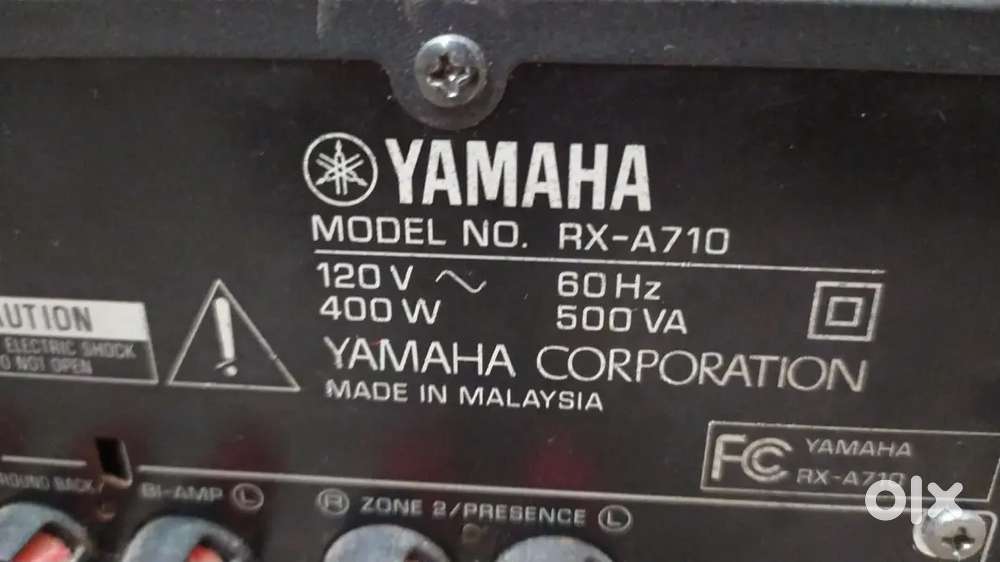 YAMAHA
MODEL NO. RX-A710
120 V ~ 60 Hz
400 W 500 VA
YAMAHA CORPORATION
MADE IN MALAYSIA
AUTION
ELECTRIC SHOCK
NOT OPEN
FC YAMAHA
RX-A710
OUND BACK
BI-AMP L
R ZONE 2/PRESENCE L
olx